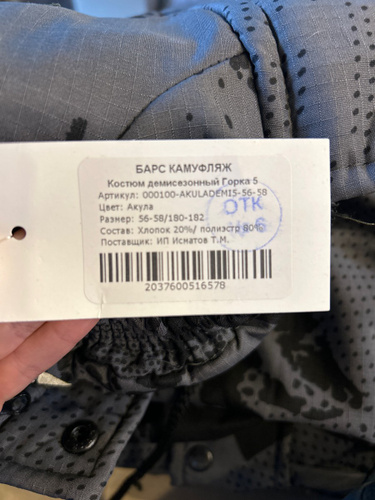 БАРС КАМУФЛЯЖ
Костюм демисезонный Горка 5
Артикул: 000100-AKULADEMI5-56-58
Цвет: Акула
Размер: 56-58/180-182
Состав: Хлопок 20%/ полиэстр 80%
Поставщик: ИП Исматов Т.М.
ОТК
6
2037600516578